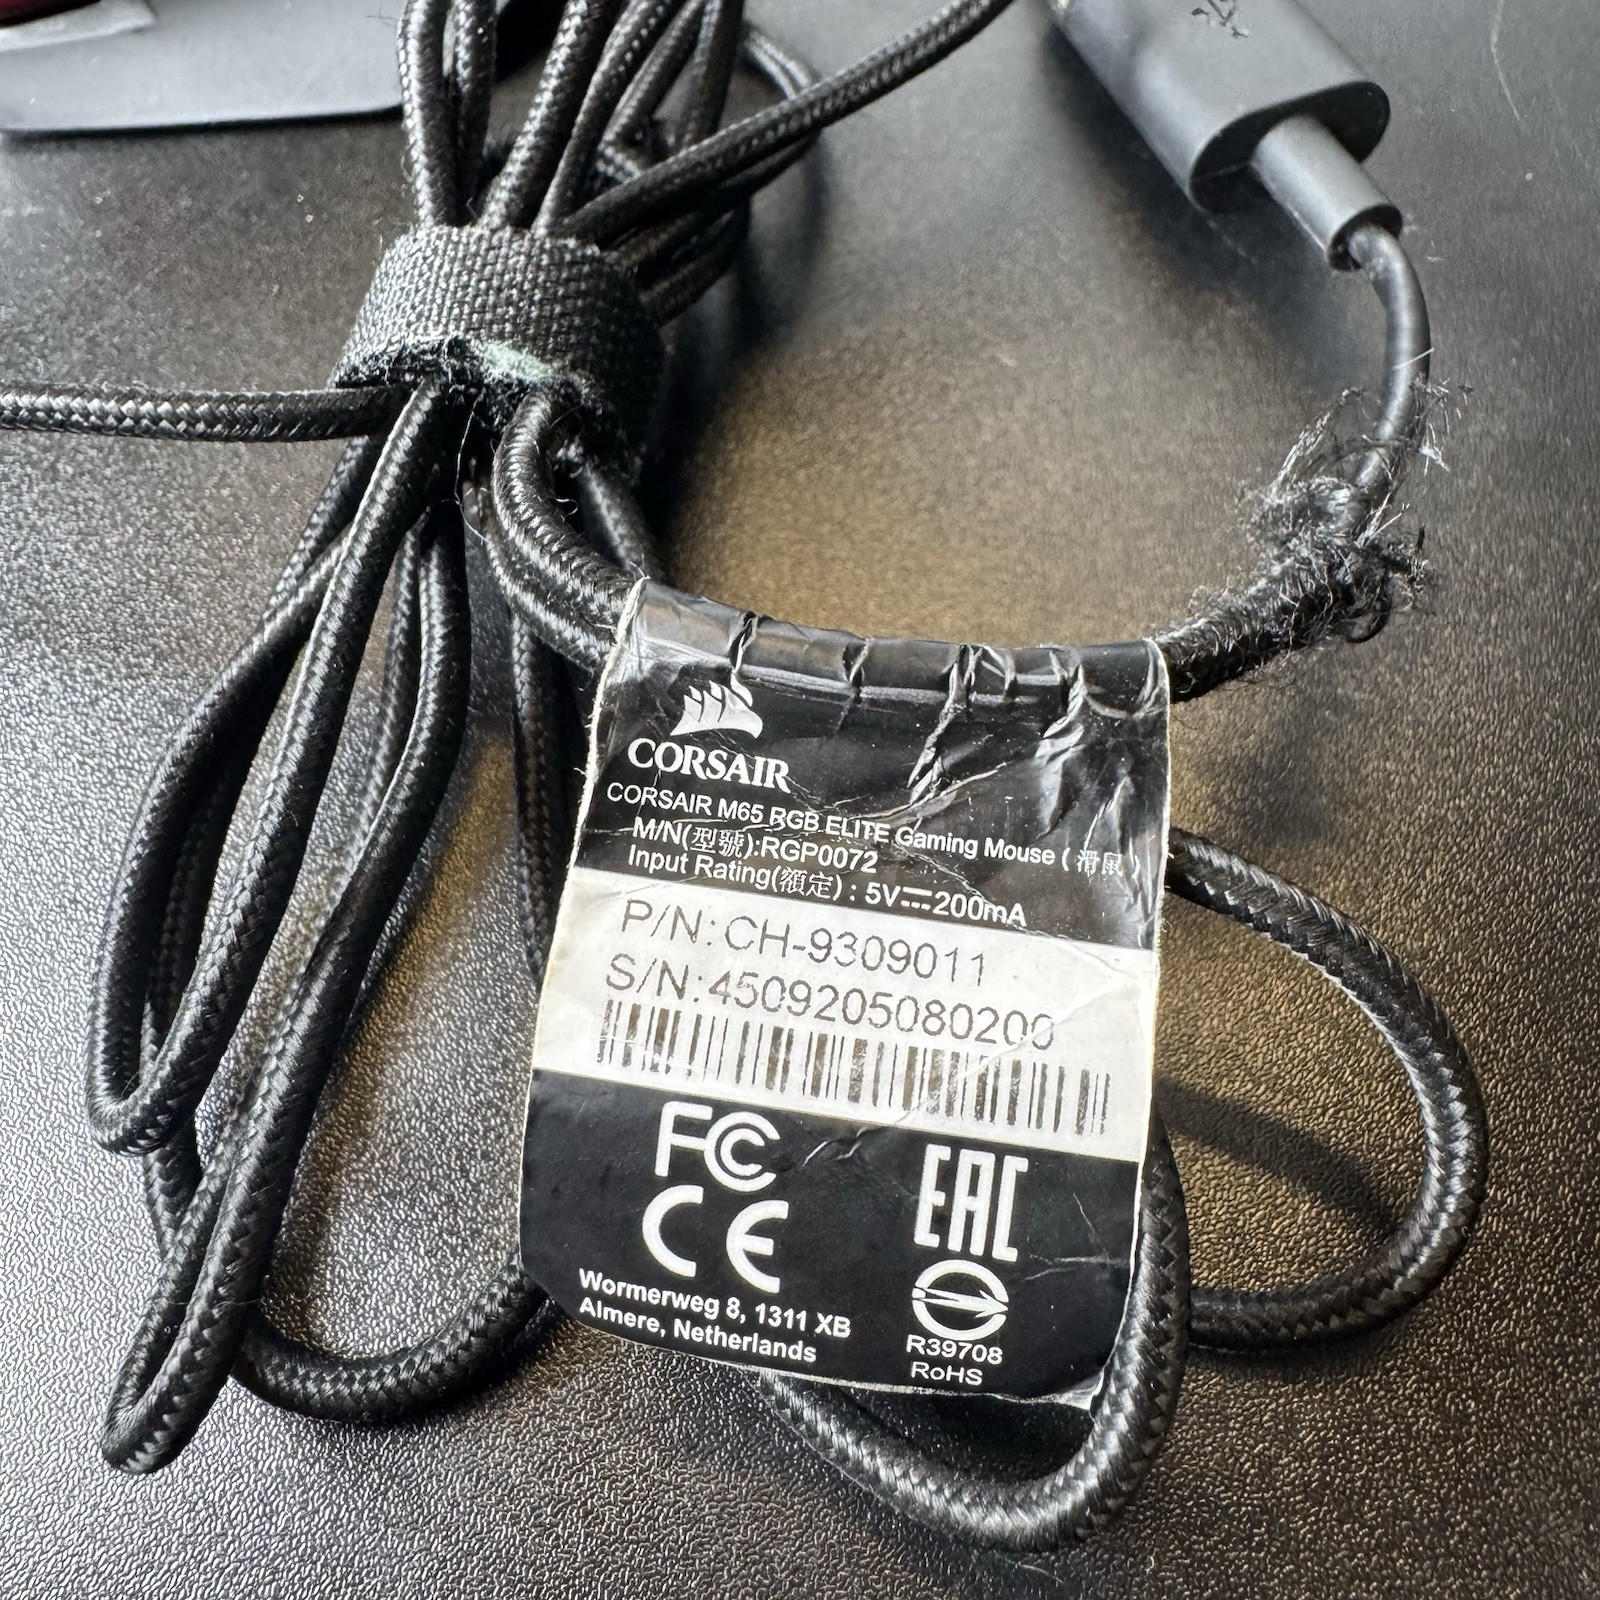 CORSAIR
CORSAIR M65 RGB ELITE Gaming Mouse ( 滑鼠 )
M/N(型號):RGP0072
Input Rating(額定) : 5V⎓200mA
P/N: CH-9309011
S/N: 4509205080200
FC
CE
EAC
Wormerweg 8, 1311 XB
Almere, Netherlands
R39708
RoHS